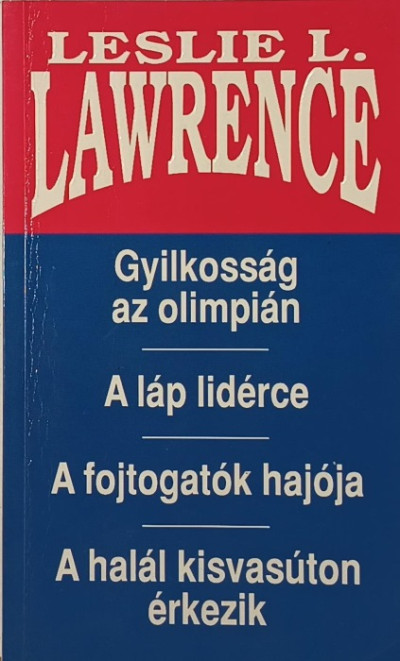 LESLIE L.
LAWRENCE
Gyilkosság
az olimpián
A láp lidérce
A fojtogatók hajója
A halál kisvasúton
érkezik